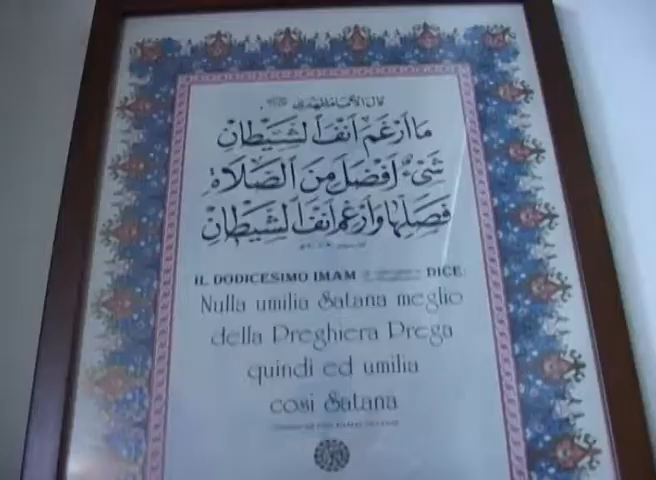 قال الإمام المهدي
ما أرغم أنف الشيطان
شيء أفضل من الصلاة
فصلها وأرغم أنف الشيطان
IL DODICESIMO IMAM DICE:
Nulla umilia Satana meglio
della Preghiera Prega
quindi ed umilia
cosi Satana